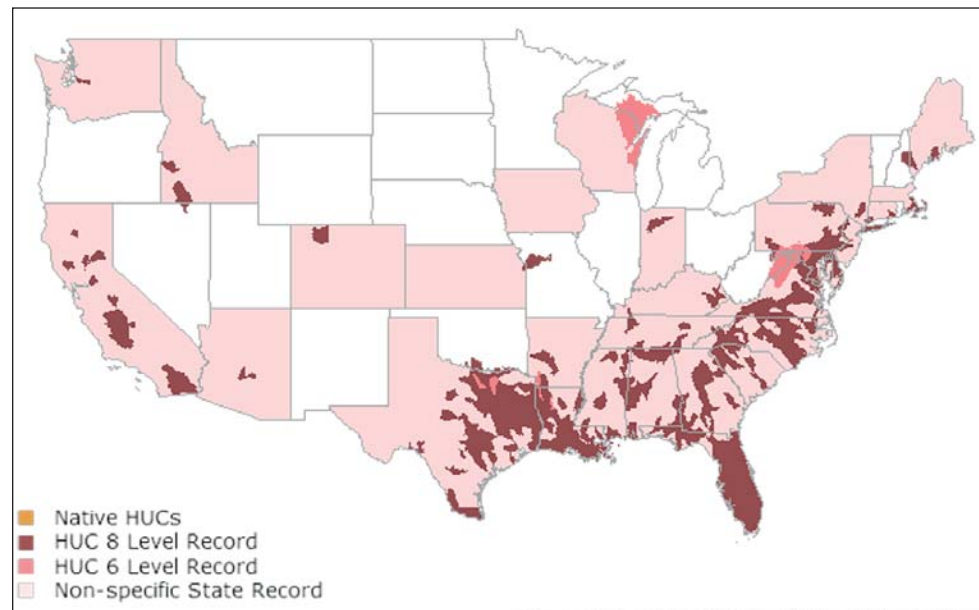 Native HUCs
HUC 8 Level Record
HUC 6 Level Record
Non-specific State Record